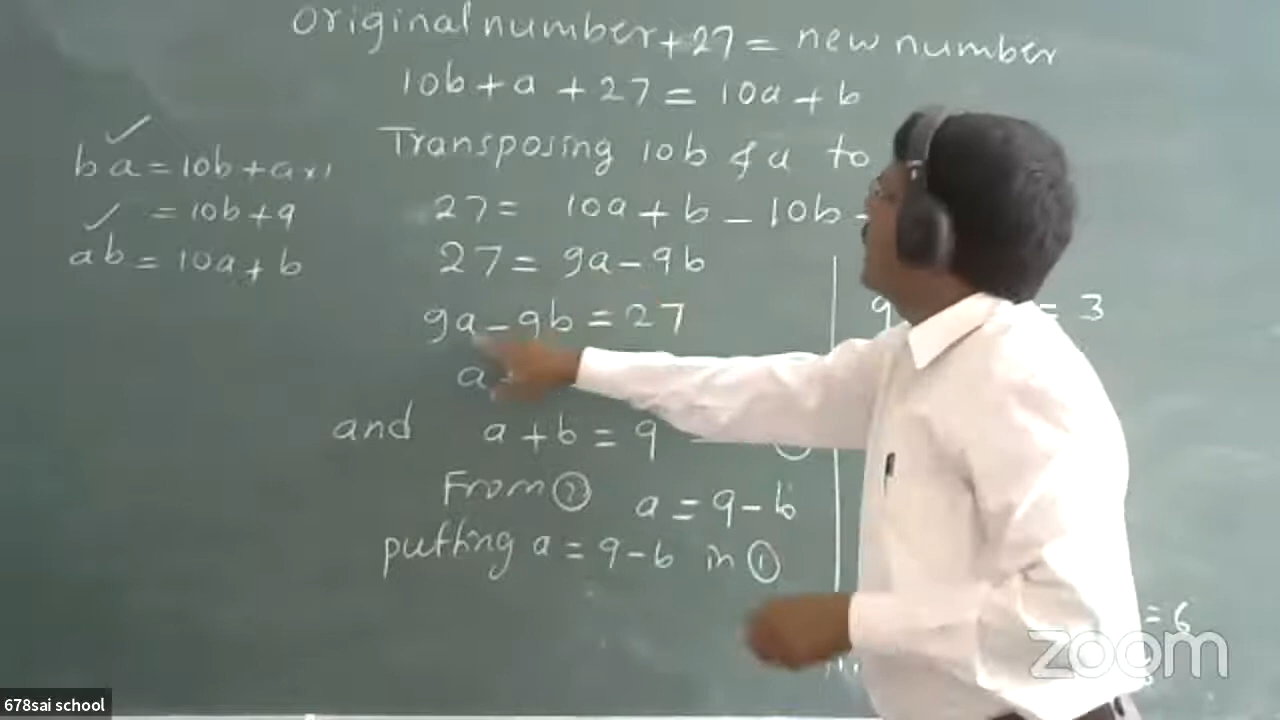 original number + 27 = new number
10b + a + 27 = 10a + b
Transposing 10b & a to
ba = 10b + a×1
= 10b + a
ab = 10a + b
27 = 10a + b - 10b -
27 = 9a - 9b
9a - 9b = 27
a -
and a + b = 9
From ② a = 9 - b
putting a = 9 - b in ①
9
= 3
= 6
zoom
678sai school